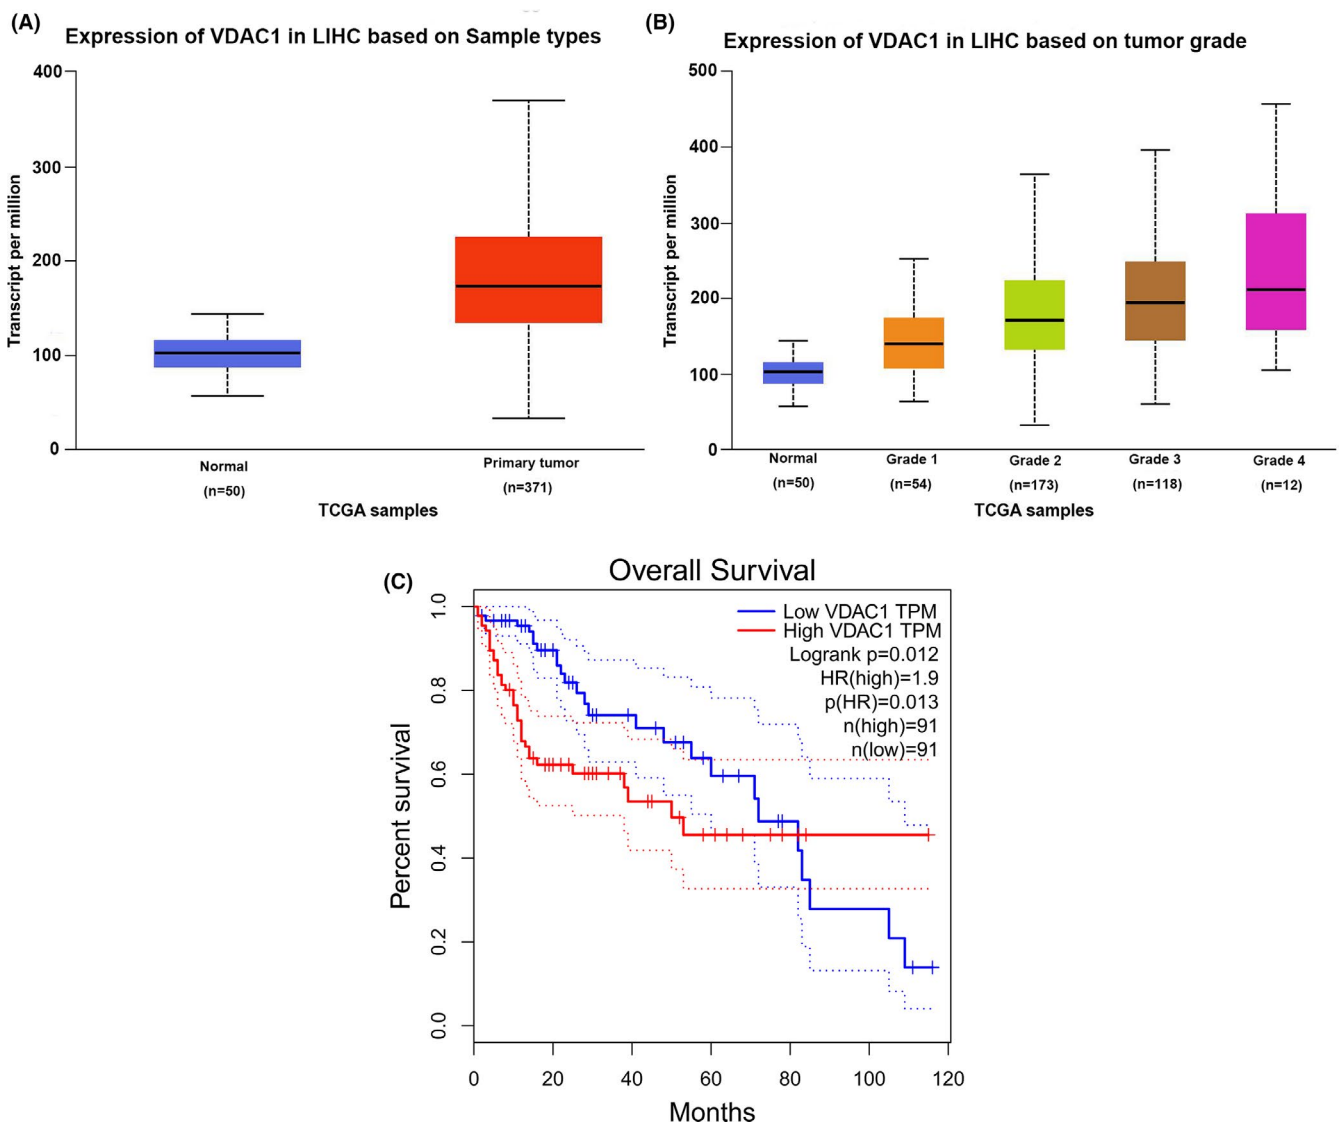 (A)
Expression of VDAC1 in LIHC based on Sample types
400
300
200
100
0
Transcript per million
Normal
(n=50)
Primary tumor
(n=371)
TCGA samples
(B)
Expression of VDAC1 in LIHC based on tumor grade
500
400
300
200
100
0
Transcript per million
Normal
(n=50)
Grade 1
(n=54)
Grade 2
(n=173)
Grade 3
(n=118)
Grade 4
(n=12)
TCGA samples
(C)
Overall Survival
Low VDAC1 TPM
High VDAC1 TPM
Logrank p=0.012
HR(high)=1.9
p(HR)=0.013
n(high)=91
n(low)=91
1.0
0.8
0.6
0.4
0.2
0.0
Percent survival
0 20 40 60 80 100 120
Months